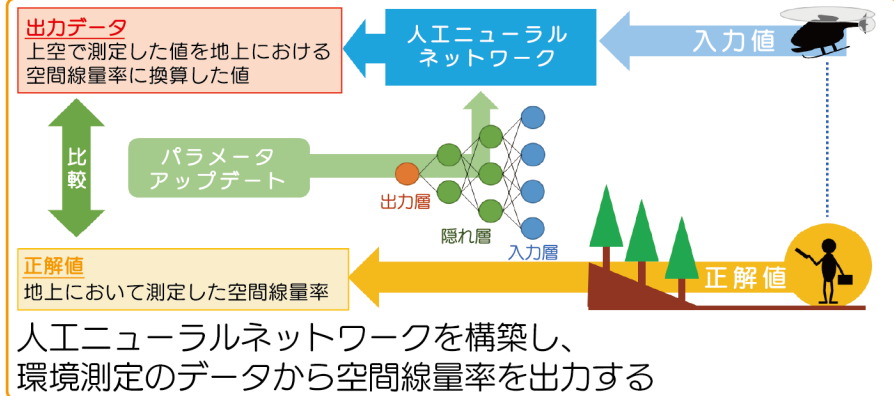 出力データ
上空で測定した値を地上における
空間線量率に換算した値
人工ニューラル
ネットワーク
入力値
比較
パラメータ
アップデート
出力層
隠れ層
入力層
正解値
地上において測定した空間線量率
正解値
人工ニューラルネットワークを構築し、
環境測定のデータから空間線量率を出力する